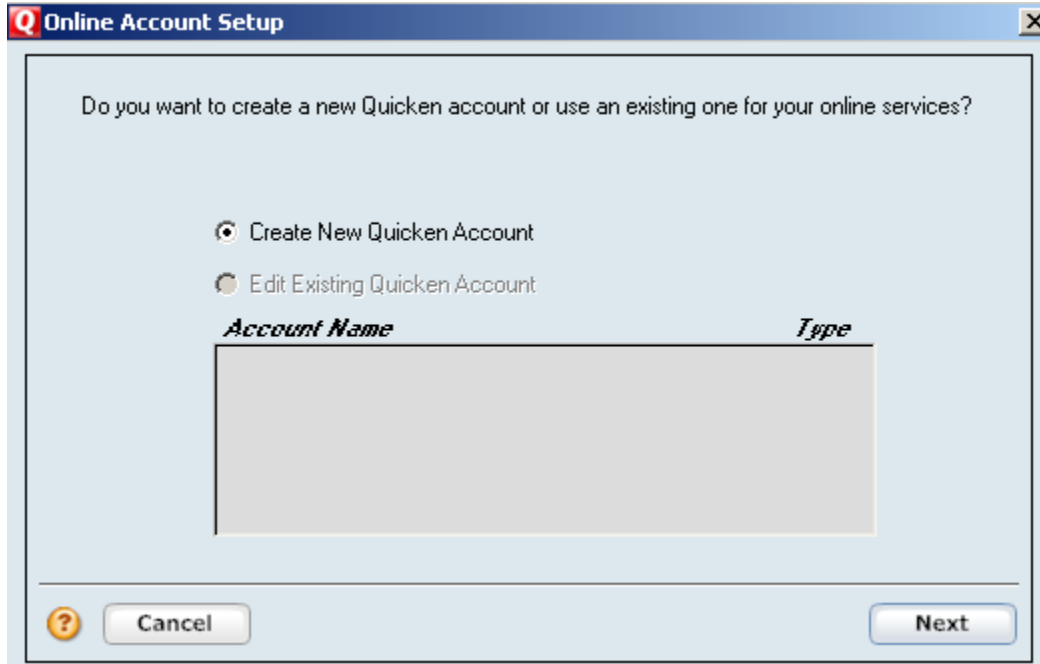 Q Online Account Setup
Do you want to create a new Quicken account or use an existing one for your online services?
Create New Quicken Account
Edit Existing Quicken Account
Account Name Type
? Cancel Next